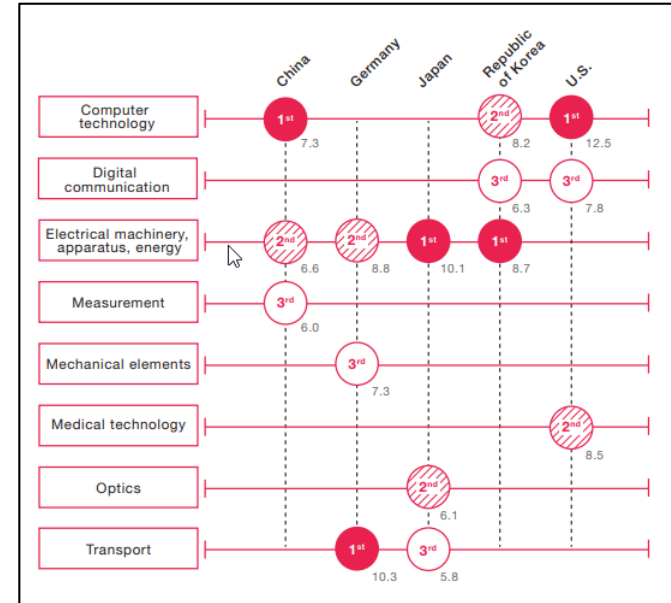 China
Germany
Japan
Republic
of Korea
U.S.
Computer
technology
1st
2nd
1st
7.3
8.2
12.5
Digital
communication
3rd
3rd
6.3
7.8
Electrical machinery,
apparatus, energy
2nd
2nd
1st
1st
6.6
8.8
10.1
8.7
Measurement
3rd
6.0
Mechanical elements
3rd
7.3
Medical technology
2nd
8.5
Optics
2nd
6.1
Transport
1st
3rd
10.3
5.8